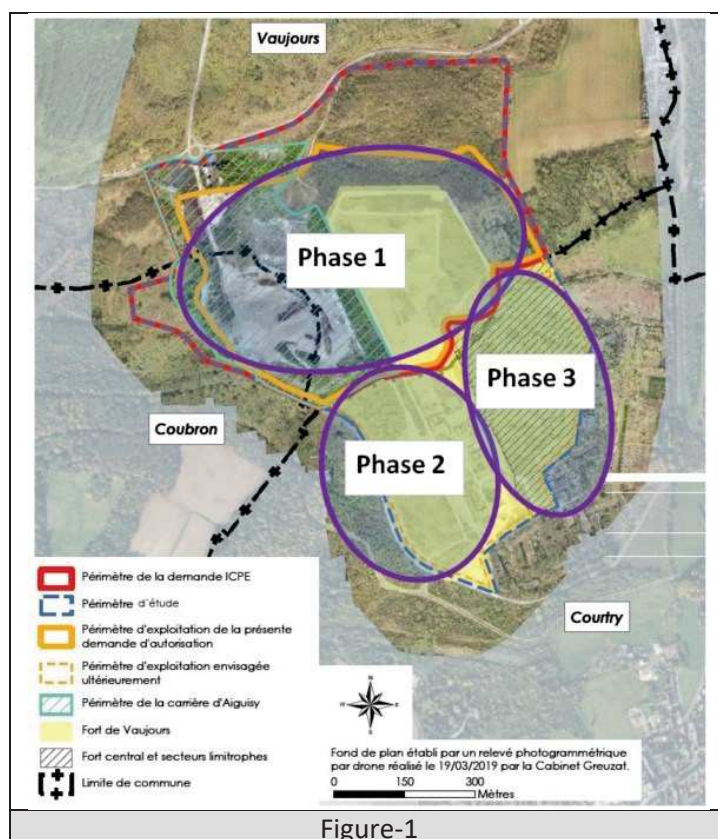 Vaujours
Phase 1
Phase 3
Coubron
Phase 2
Courtry
Périmètre de la demande ICPE
Périmètre d'étude
Périmètre d'exploitation de la présente
demande d'autorisation
Périmètre d'exploitation envisagée
ultérieurement
Périmètre de la carrière d'Aiguisy
Fort de Vaujours
Fort central et secteurs limitrophes
Limite de commune
N
W
E
S
Fond de plan établi par un relevé photogrammétrique
par drone réalisé le 19/03/2019 par la Cabinet Greuzat.
0 150 300
Mètres
Figure-1